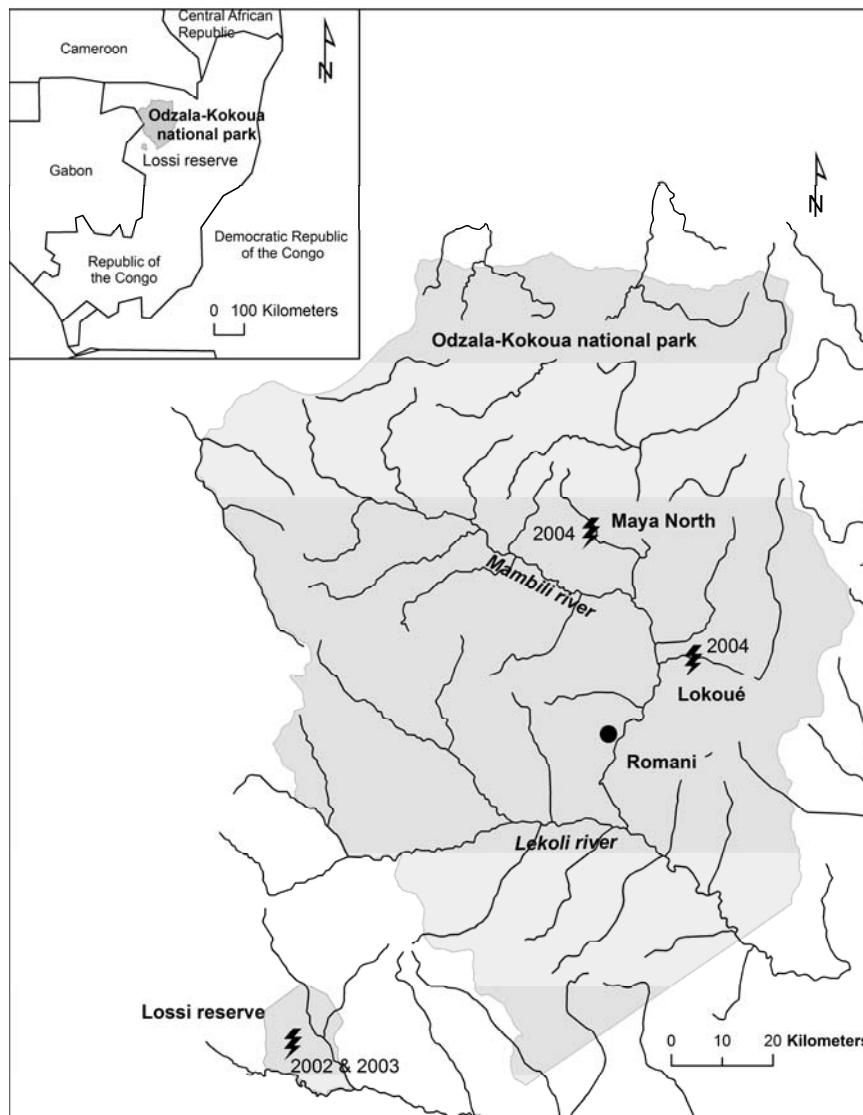 Central African
Republic
Cameroon
N
Odzala-Kokoua
national park
Lossi reserve
Gabon
Democratic Republic
of the Congo
Republic of
the Congo
0 100 Kilometers
N
Odzala-Kokoua national park
Maya North
2004
Mambili river
2004
Lokoué
Romani
Lekoli river
Lossi reserve
2002 & 2003
0 10 20 Kilometers